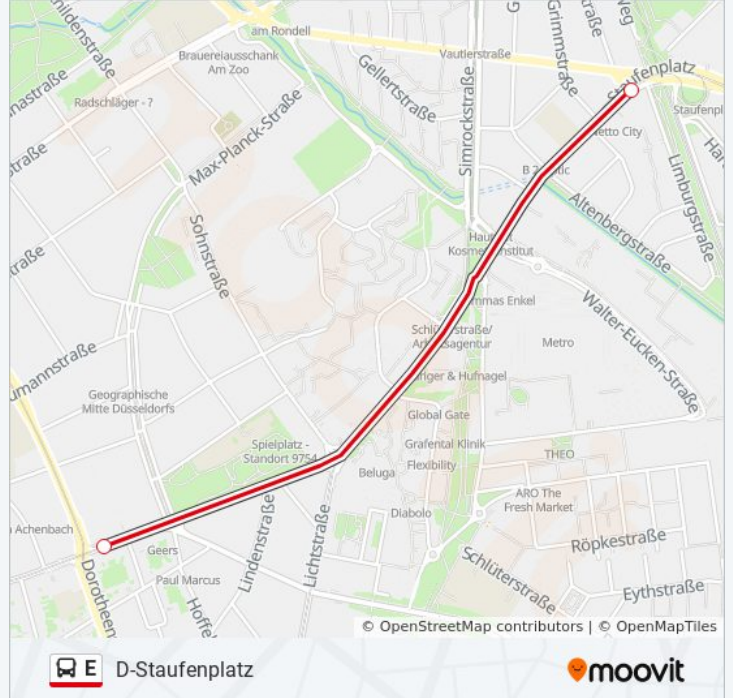 am Rondell
Vautierstraße
Brauereiausschank
Am Zoo
Radschläger - ?
Gellertstraße
Grimmstraße
Simrockstraße
Staufenplatz
Max-Planck-Straße
Netto City
Limburgstraße
Altenbergstraße
Sohnstraße
Walter-Eucken-Straße
Metro
Geographische
Mitte Düsseldorfs
Global Gate
Spielplatz -
Standort 9754
Grafental Klinik
Flexibility
THEO
Beluga
ARO The
Fresh Market
Diabolo
Achenbach
Geers
Paul Marcus
Lindenstraße
Lichtstraße
Röpkestraße
Schlüterstraße
Eythstraße
© OpenStreetMap contributors | © OpenMapTiles
E D-Staufenplatz
moovit